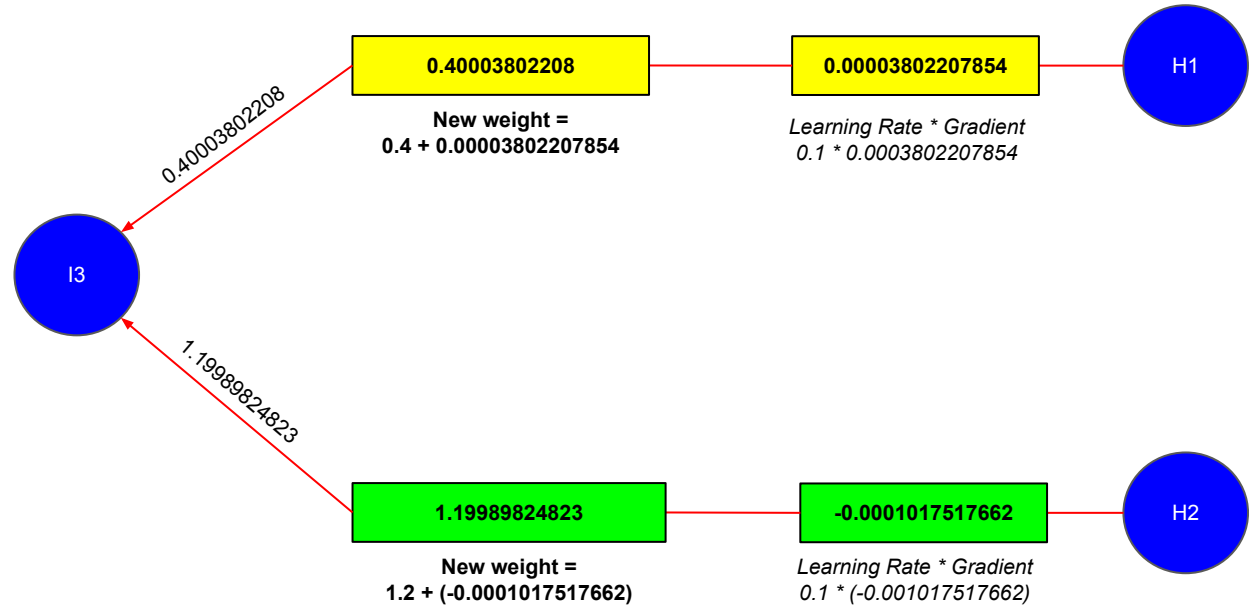 0.40003802208
0.00003802207854
H1
New weight =
0.4 + 0.00003802207854
Learning Rate * Gradient
0.1 * 0.0003802207854
0.40003802208
I3
1.19989824823
1.19989824823
-0.0001017517662
H2
New weight =
1.2 + (-0.0001017517662)
Learning Rate * Gradient
0.1 * (-0.001017517662)